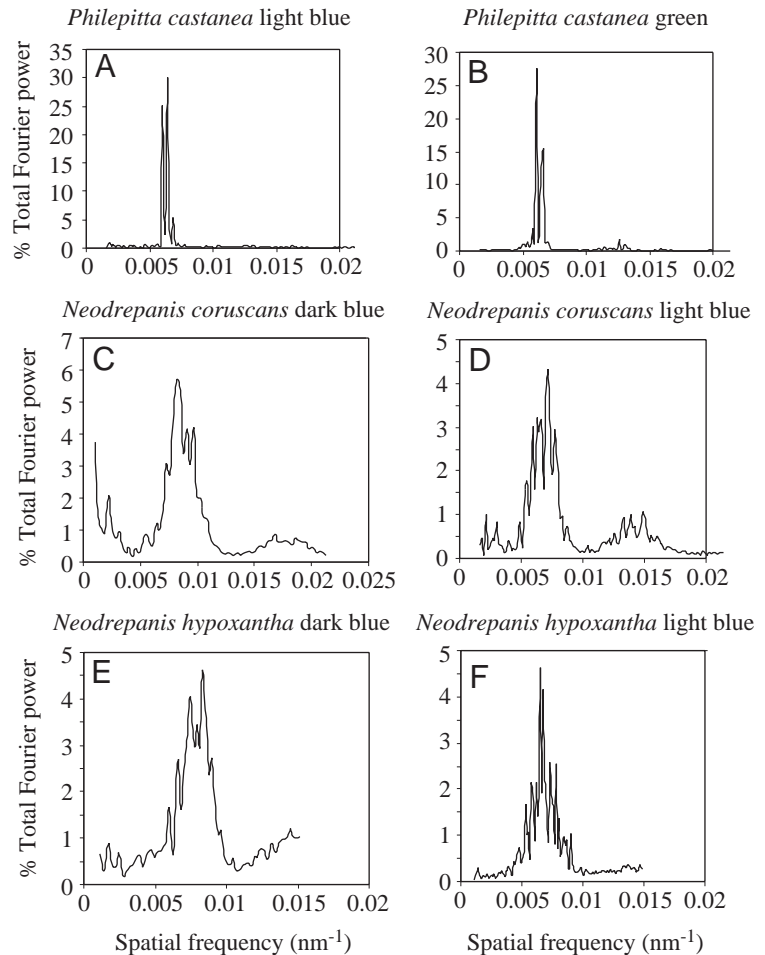 Philepitta castanea light blue
Philepitta castanea green
A
B
% Total Fourier power
35
30
25
20
15
10
5
0
0 0.005 0.01 0.015 0.02
30
25
20
15
10
5
0
0 0.005 0.01 0.015 0.02
Neodrepanis coruscans dark blue
Neodrepanis coruscans light blue
C
D
% Total Fourier power
7
6
5
4
3
2
1
0
0 0.005 0.01 0.015 0.02 0.025
5
4
3
2
1
0
0 0.005 0.01 0.015 0.02
Neodrepanis hypoxantha dark blue
Neodrepanis hypoxantha light blue
E
F
% Total Fourier power
5
4
3
2
1
0
0 0.005 0.01 0.015 0.02
5
4
3
2
1
0
0 0.005 0.01 0.015 0.02
Spatial frequency (nm-1)
Spatial frequency (nm-1)